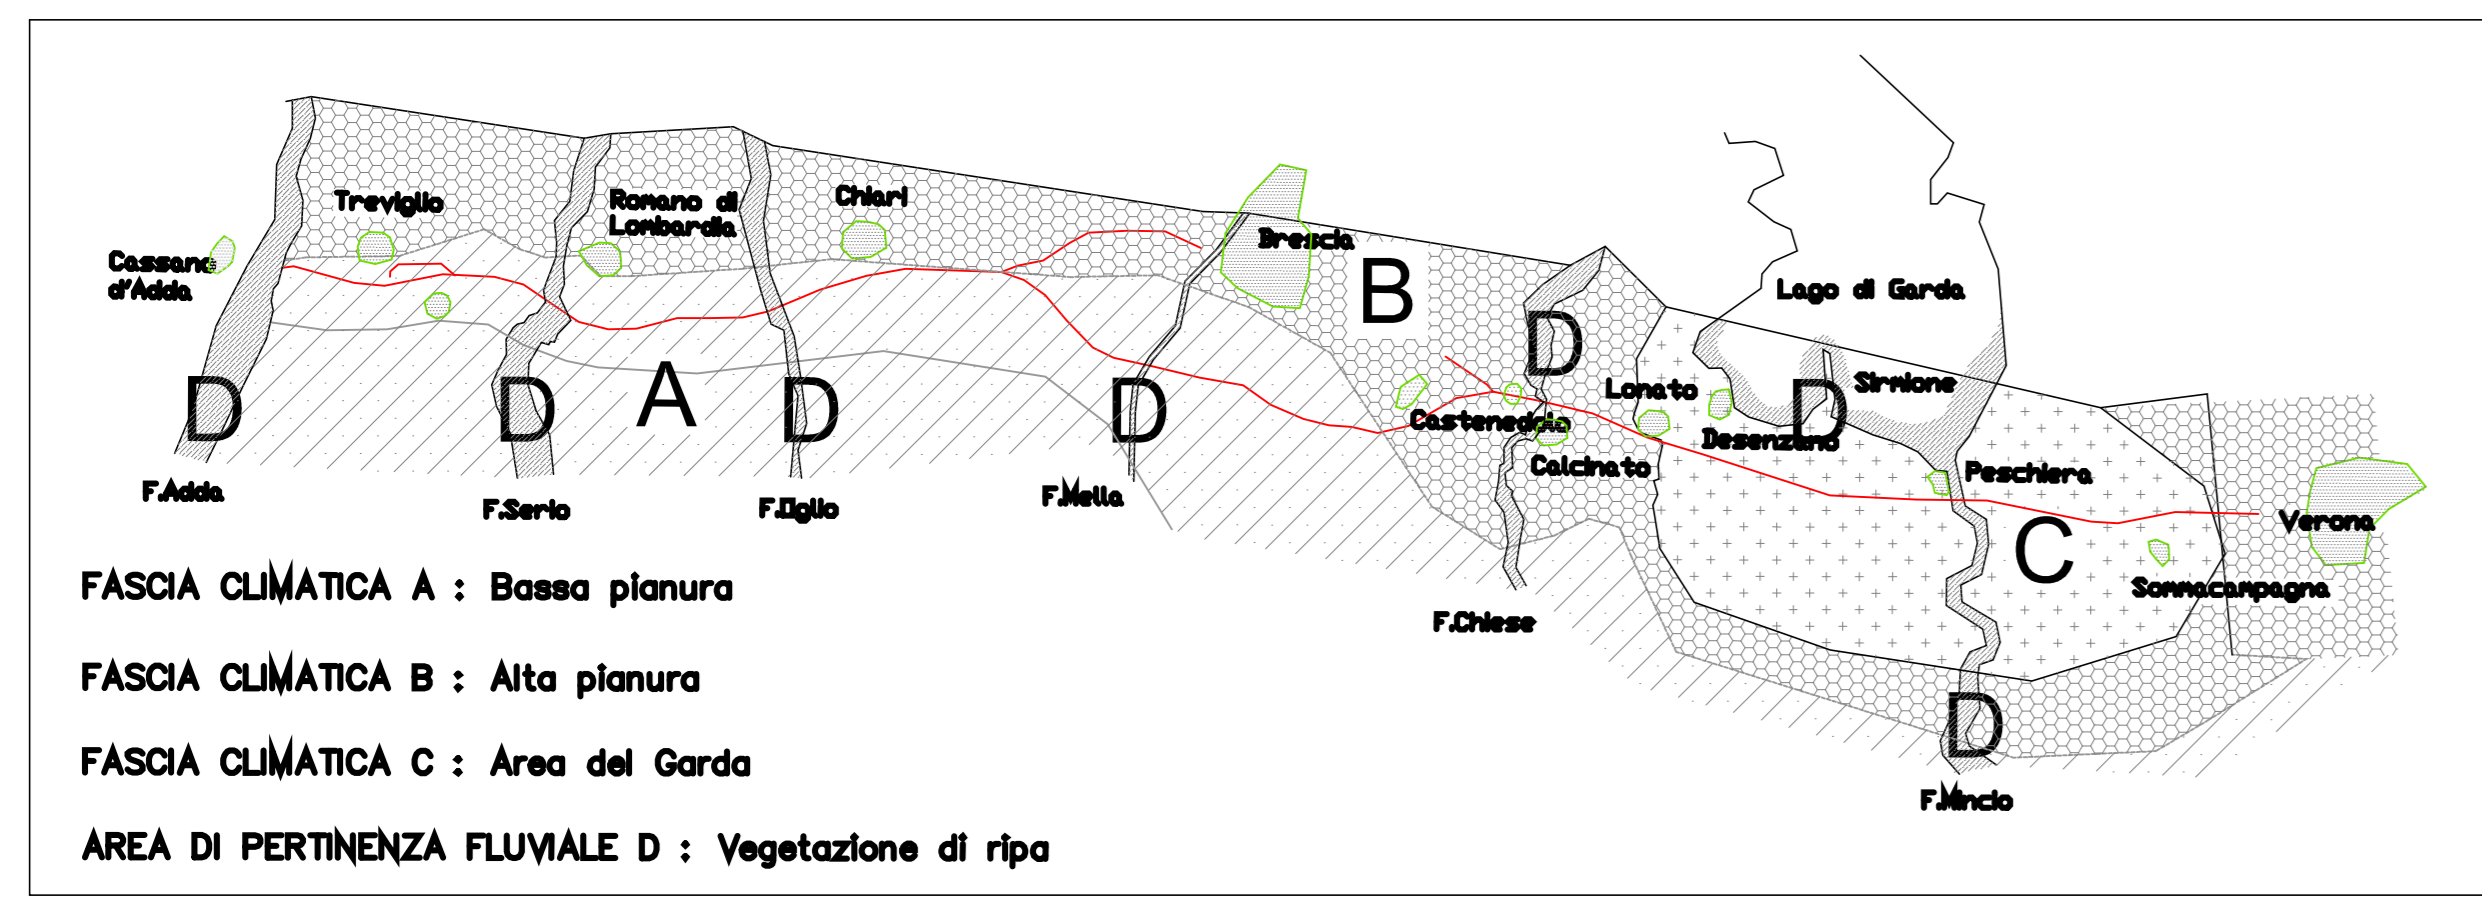 Treviglio
Romano di
Lombardia
Chiari
Brescia
Cassano
d'Adda
B
Lago di Garda
D
Lonato
Sirmione
D
D
A
D
D
D
Castenedolo
Desenzano
Calcinato
Peschiera
F.Adda
F.Serio
F.Oglio
F.Mella
C
Verona
Sommacampagna
F.Chiese
D
F.Mincio
FASCIA CLIMATICA A : Bassa pianura
FASCIA CLIMATICA B : Alta pianura
FASCIA CLIMATICA C : Area del Garda
AREA DI PERTINENZA FLUVIALE D : Vegetazione di ripa